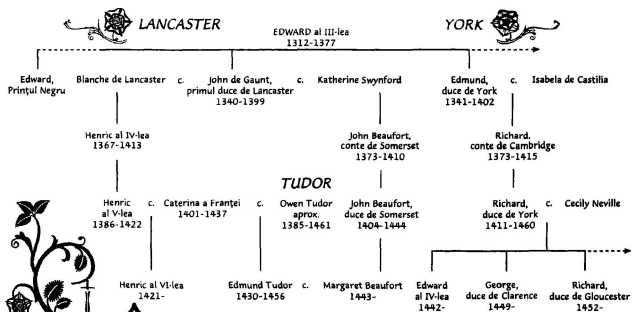 LANCASTER
EDWARD al III-lea
1312-1377
YORK
Edward,
Prințul Negru
Blanche de Lancaster
c.
John de Gaunt,
primul duce de Lancaster
1340-1399
c.
Katherine Swynford
Edmund,
duce de York
1341-1402
c.
Isabela de Castilia
Henric al IV-lea
1367-1413
John Beaufort,
conte de Somerset
1373-1410
Richard,
conte de Cambridge
1373-1415
TUDOR
Henric
al V-lea
1386-1422
c.
Caterina a Franței
1401-1437
c.
Owen Tudor
aprox.
1385-1461
John Beaufort,
duce de Somerset
1404-1444
Richard,
duce de York
1411-1460
c.
Cecily Neville
Henric al VI-lea
1421-
Edmund Tudor
1430-1456
c.
Margaret Beaufort
1443-
Edward
al IV-lea
1442-
George,
duce de Clarence
1449-
Richard,
duce de Gloucester
1452-